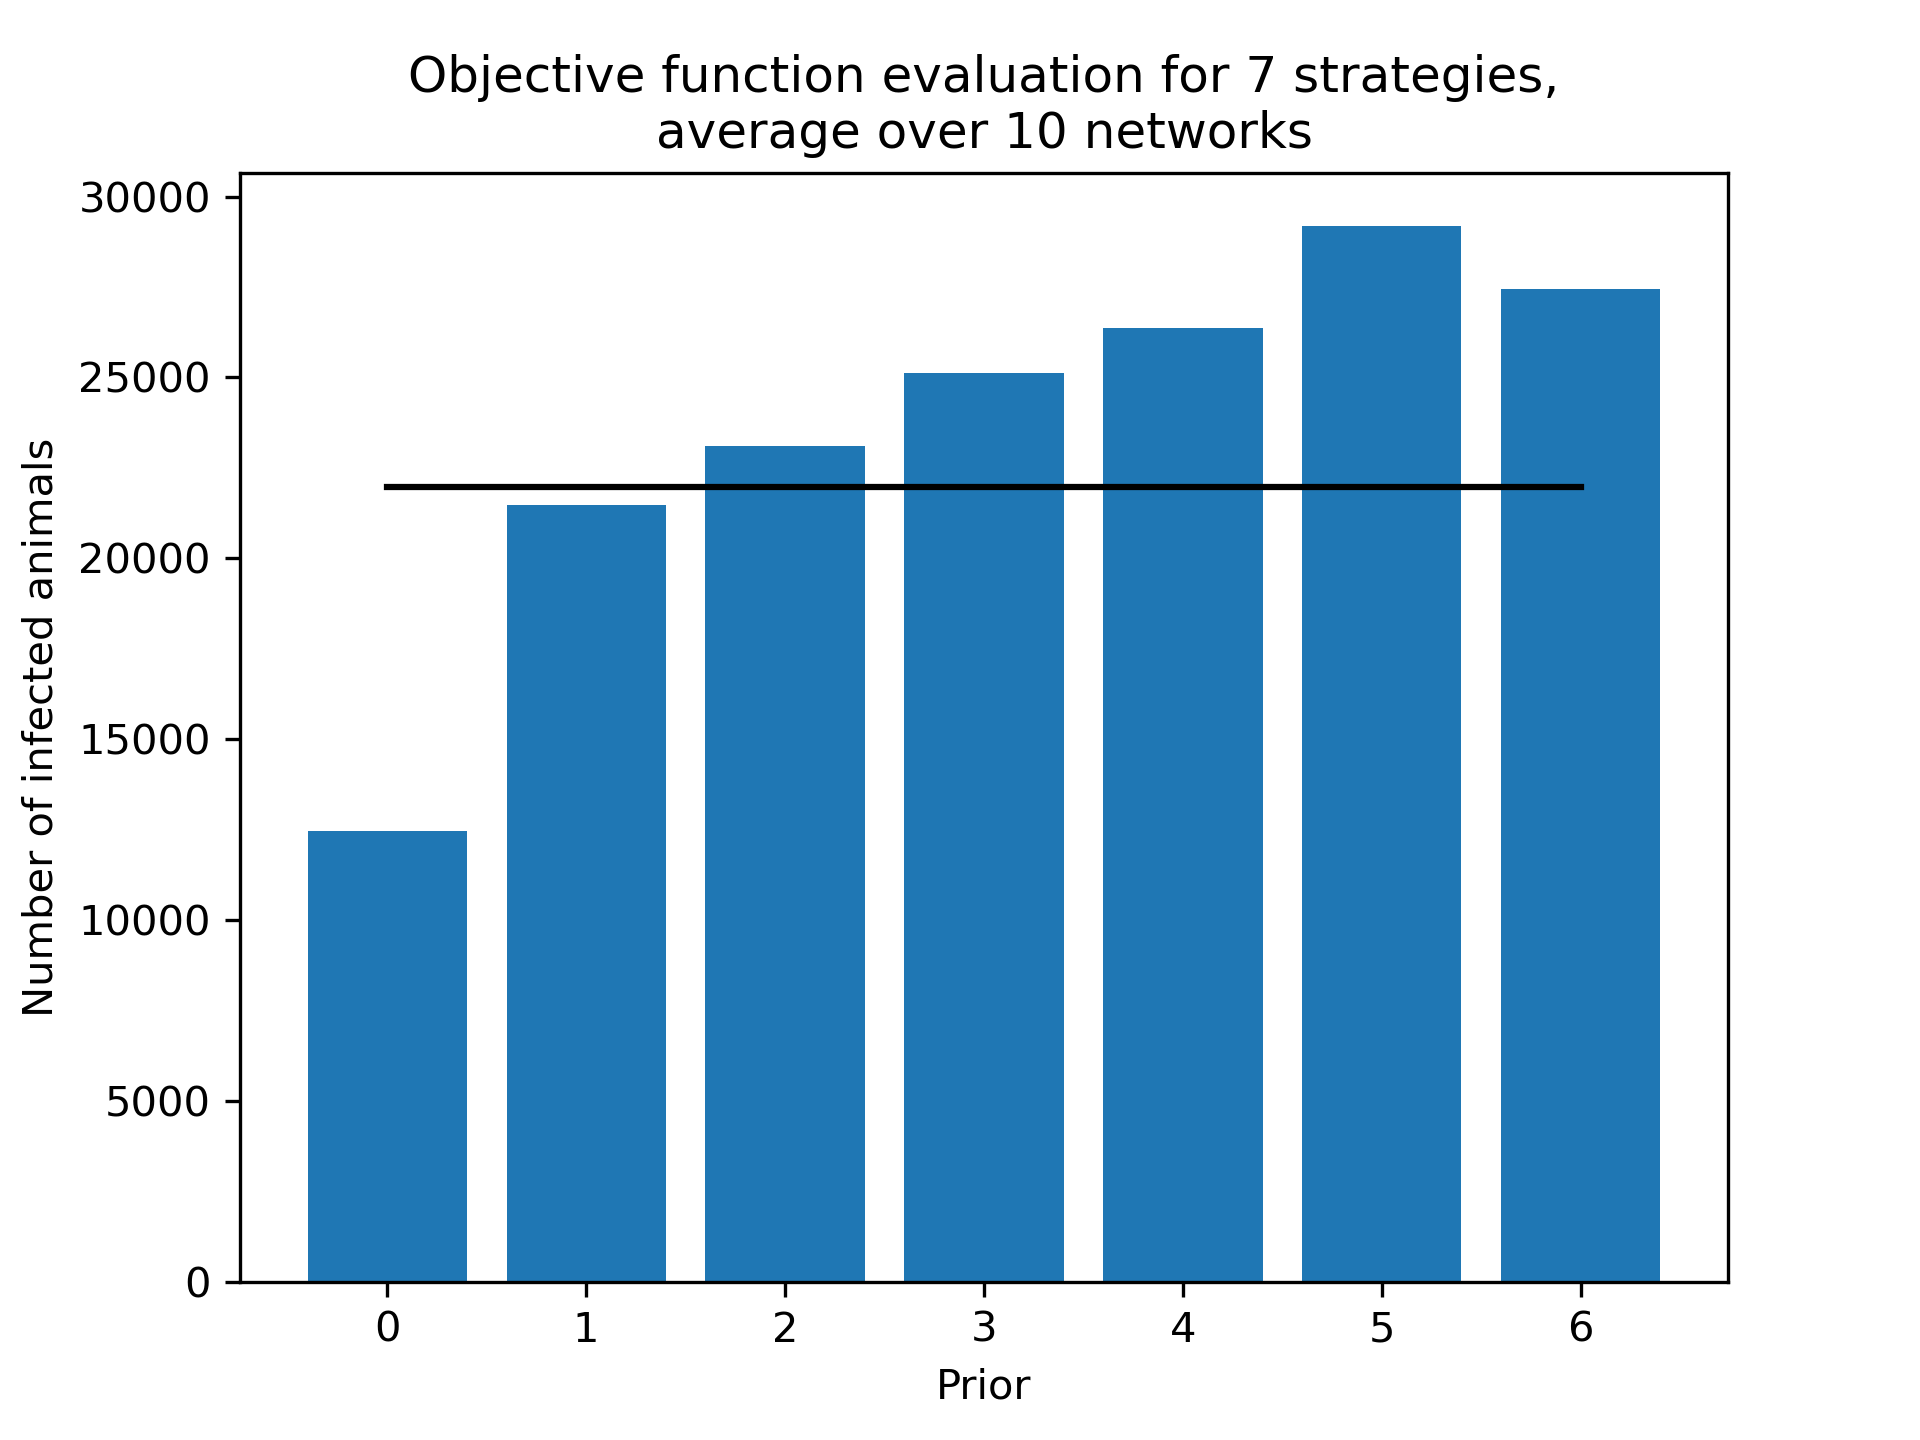 Objective function evaluation for 7 strategies,
average over 10 networks
30000
25000
20000
15000
10000
5000
0
Number of infected animals
0 1 2 3 4 5 6
Prior